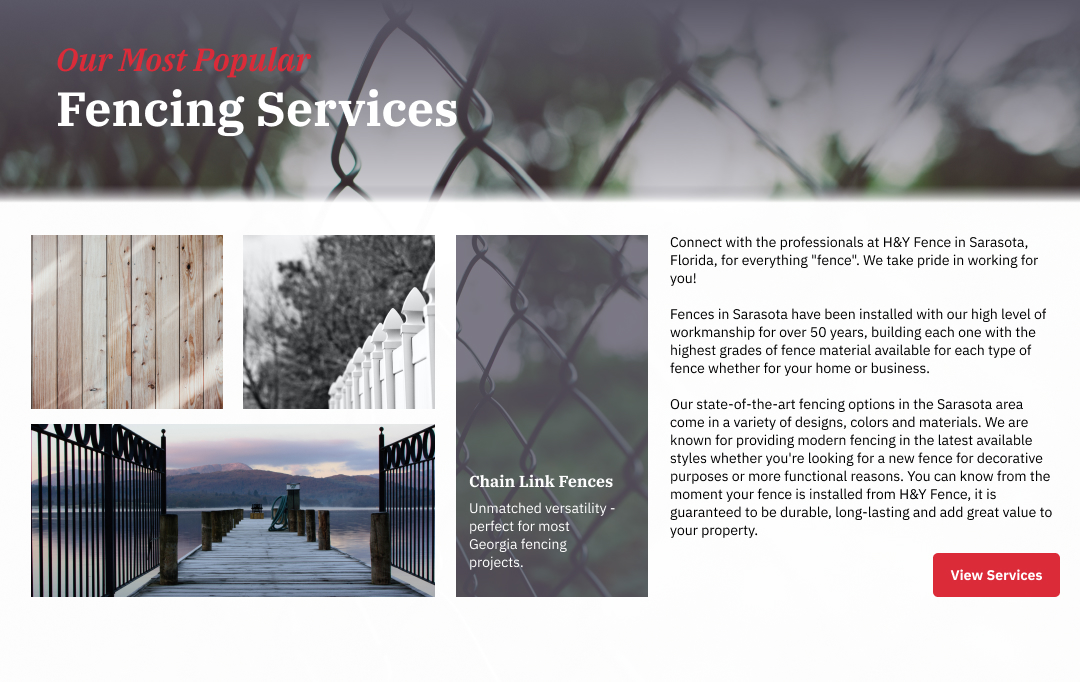 Our Most Popular
Fencing Services
Chain Link Fences
Unmatched versatility -
perfect for most
Georgia fencing
projects.
Connect with the professionals at H&Y Fence in Sarasota,
Florida, for everything "fence". We take pride in working for
you!
Fences in Sarasota have been installed with our high level of
workmanship for over 50 years, building each one with the
highest grades of fence material available for each type of
fence whether for your home or business.
Our state-of-the-art fencing options in the Sarasota area
come in a variety of designs, colors and materials. We are
known for providing modern fencing in the latest available
styles whether you're looking for a new fence for decorative
purposes or more functional reasons. You can know from the
moment your fence is installed from H&Y Fence, it is
guaranteed to be durable, long-lasting and add great value to
your property.
View Services